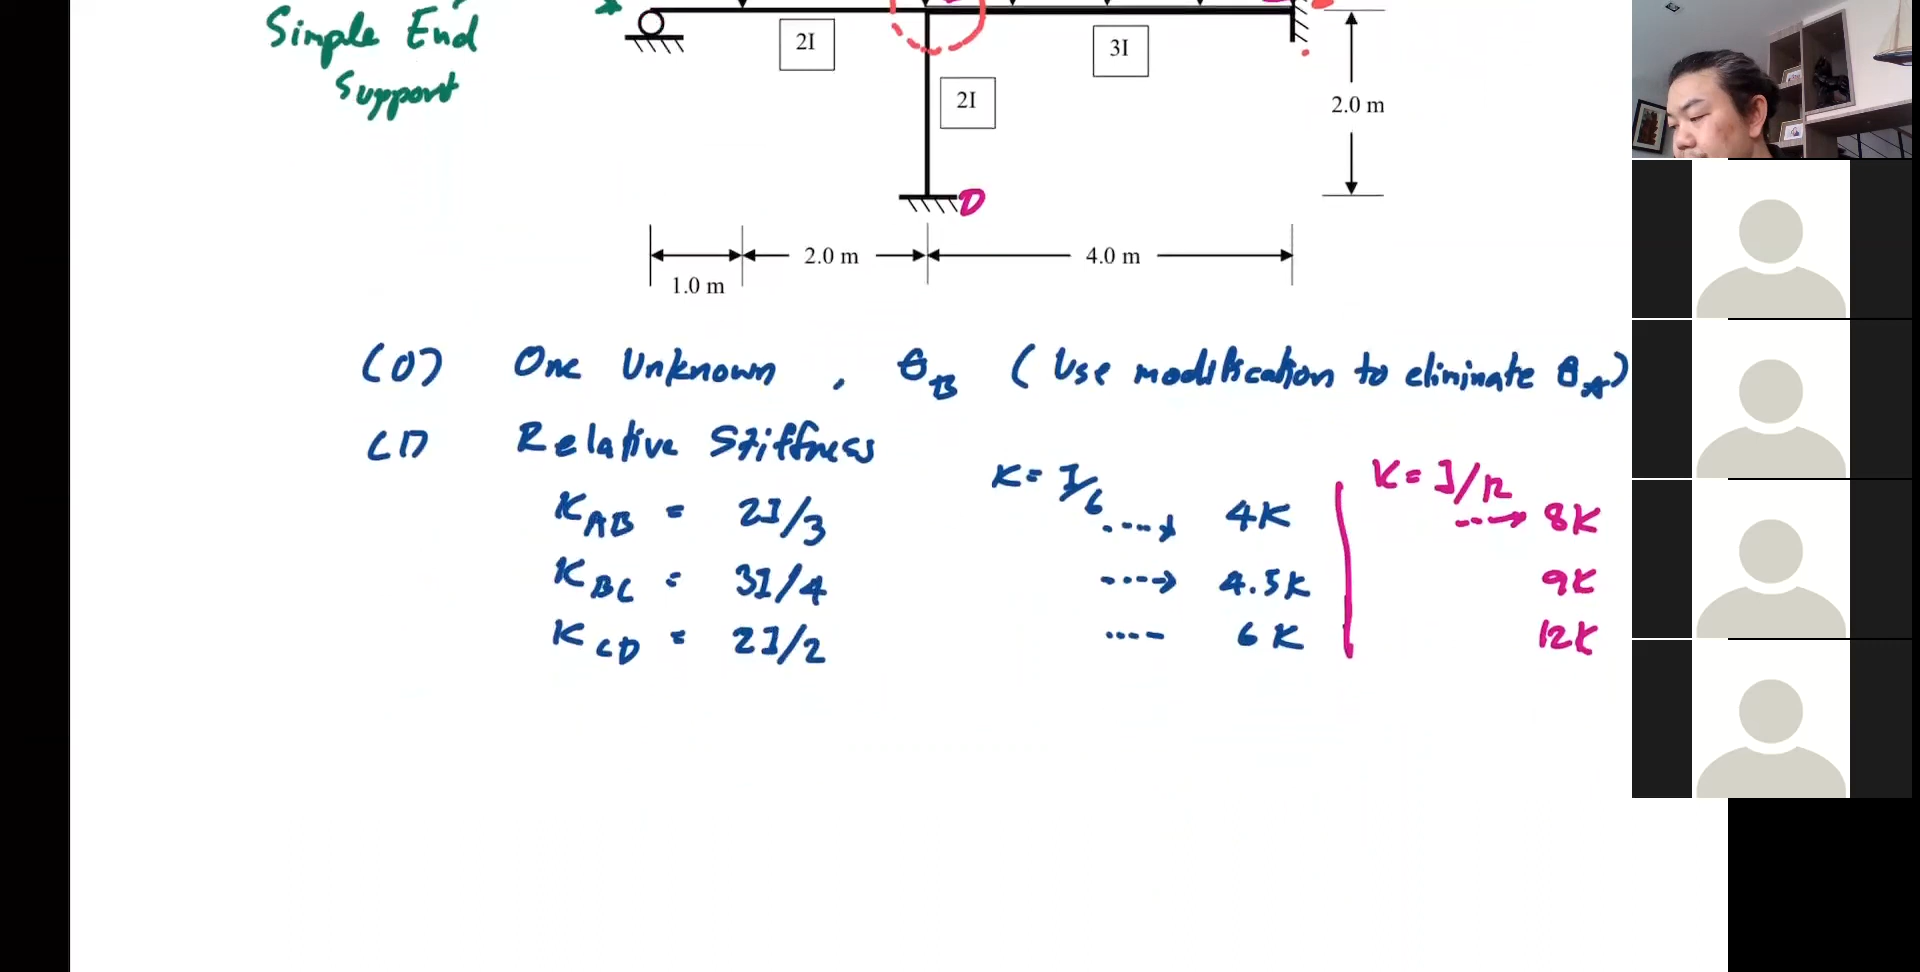 Simple End
Support
2I
3I
2I
2.0 m
D
2.0 m
4.0 m
1.0 m
(0) One Unknown , θB ( Use modification to eliminate θA )
(1) Relative Stiffness
K = I/6
K = I/12
KAB = 2I/3 ----> 4K ---> 8K
KBC = 3I/4 ----> 4.5K 9K
KCD = 2I/2 ---- 6K 12K